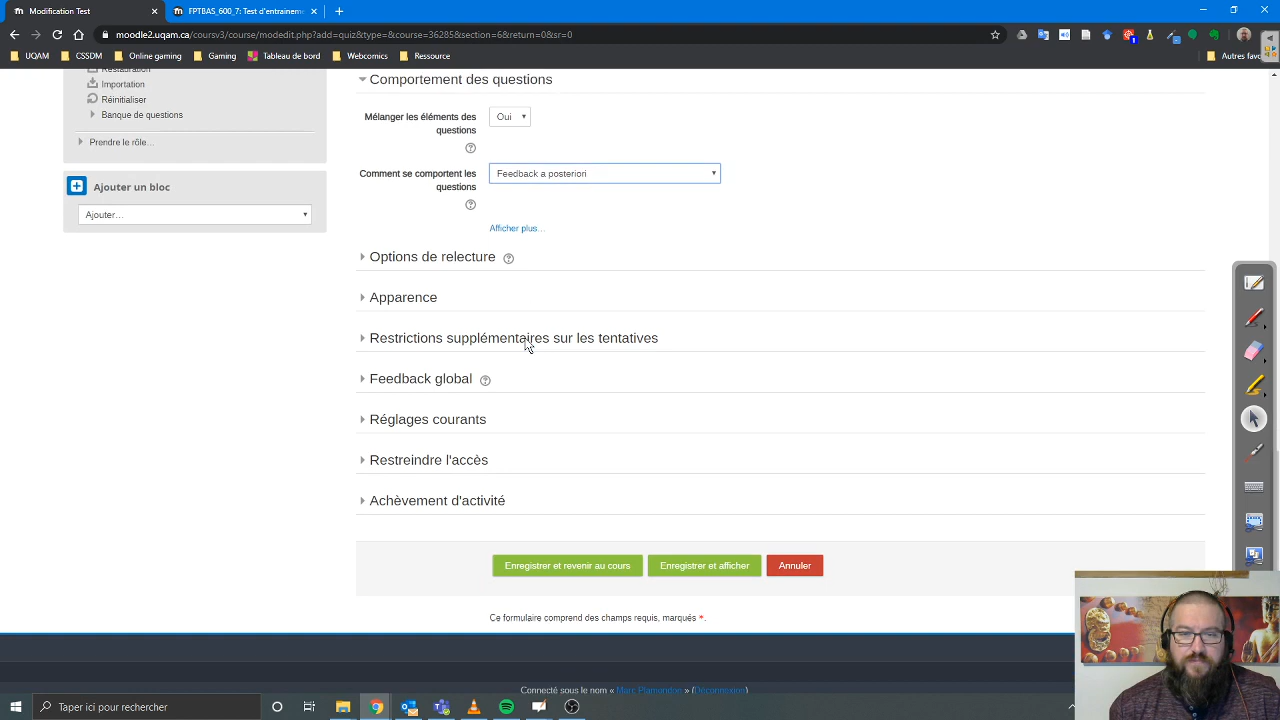 Modification Test
FPTBAS_600_7: Test d'entrainem
moodle2.uqam.ca/cursv3/course/modedit.php?add=quiz&type=&course=36285&section=6&return=0&sr=0
UQAM
CSSDM
Online gaming
Gaming
Tableau de
Webcomics
Ressource
Autres favo
Restauration
Importation
Réinitialiser
Banque de questions
Prendre le rôle…
Ajouter un bloc
Ajouter…
Comportement des questions
Mélanger les éléments des
questions
Oui
Comment se comportent les
questions
Feedback a posteriori
Afficher plus…
Options de relecture
Apparence
Restrictions supplémentaires sur les tentatives
Feedback global
Réglages courants
Restreindre l'accès
Achèvement d'activité
Enregistrer et revenir au cours
Enregistrer et afficher
Annuler
Ce formulaire comprend des champs requis, marqués *.
Connecté sous le nom « Marc Plamondon » (Déconnexion)
Taper ici pour rechercher